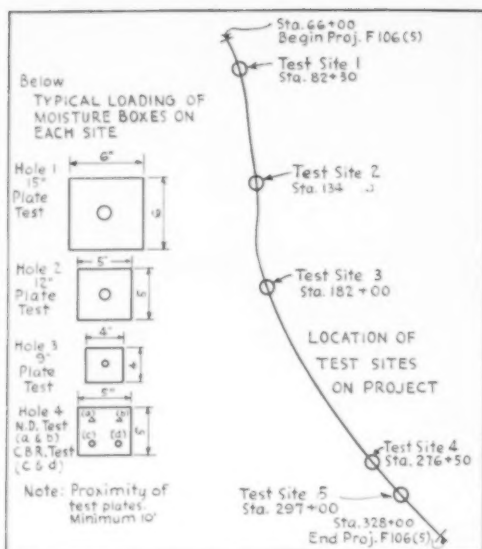 Sta. 66+00
Begin Proj. F106(5)
Test Site 1
Sta. 82+30
Below
TYPICAL LOADING OF
MOISTURE BOXES ON
EACH SITE
6"
Hole 1
15"
Plate
Test
6"
Test Site 2
Sta. 134
Hole 2
12"
Plate
Test
5"
5"
Test Site 3
Sta. 182+00
Hole 3
9"
Plate
Test
4"
4"
LOCATION OF
TEST SITES
ON PROJECT
Hole 4
N.D. Test
(a & b)
C.B.R. Test
(c & d)
5"
(a) (b)
(c) (d)
5"
Test Site 4
Sta. 276+50
Note: Proximity of
test plates.
Minimum 10'
Test Site 5
Sta. 297+00
Sta. 328+00
End Proj. F106(5)